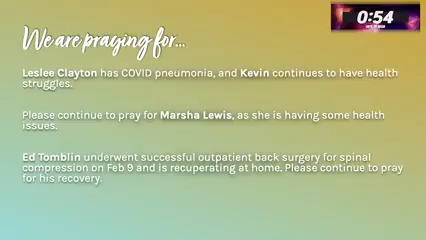 We are praying for...
0:54
Leslee Clayton has COVID pneumonia, and Kevin continues to have health
struggles.
Please continue to pray for Marsha Lewis, as she is having some health
issues.
Ed Tomblin underwent successful outpatient back surgery for spinal
compression on Feb 9 and is recuperating at home. Please continue to pray
for his recovery.